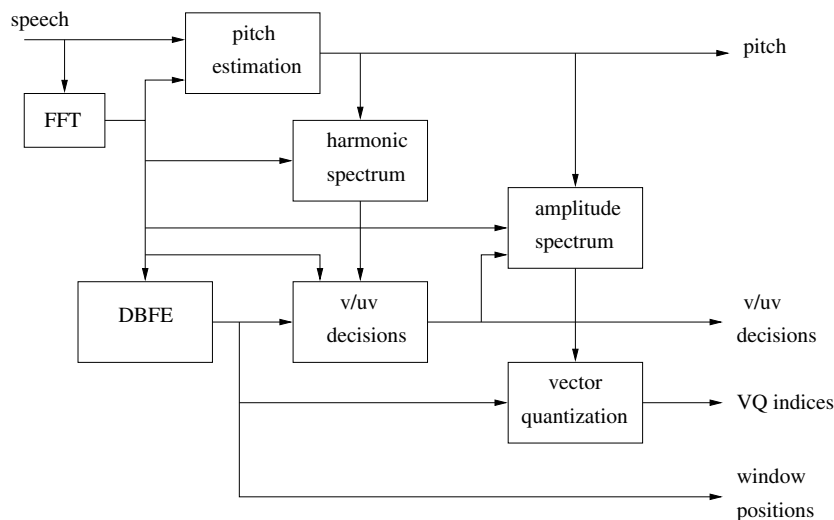 speech
pitch
estimation
pitch
FFT
harmonic
spectrum
amplitude
spectrum
DBFE
v/uv
decisions
v/uv
decisions
vector
quantization
VQ indices
window
positions